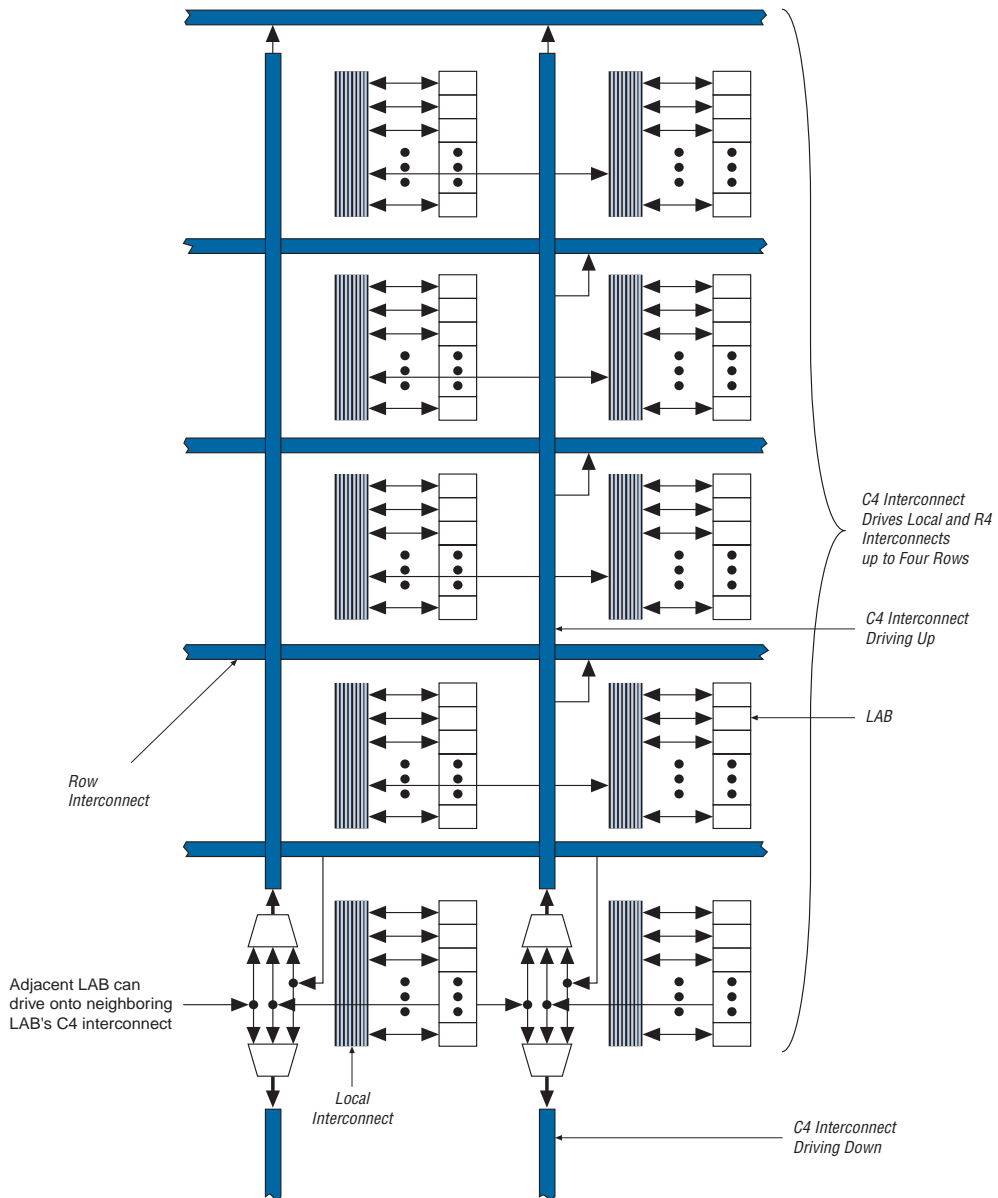 C4 Interconnect
Drives Local and R4
Interconnects
up to Four Rows
C4 Interconnect
Driving Up
LAB
Row
Interconnect
Adjacent LAB can
drive onto neighboring
LAB's C4 interconnect
Local
Interconnect
C4 Interconnect
Driving Down